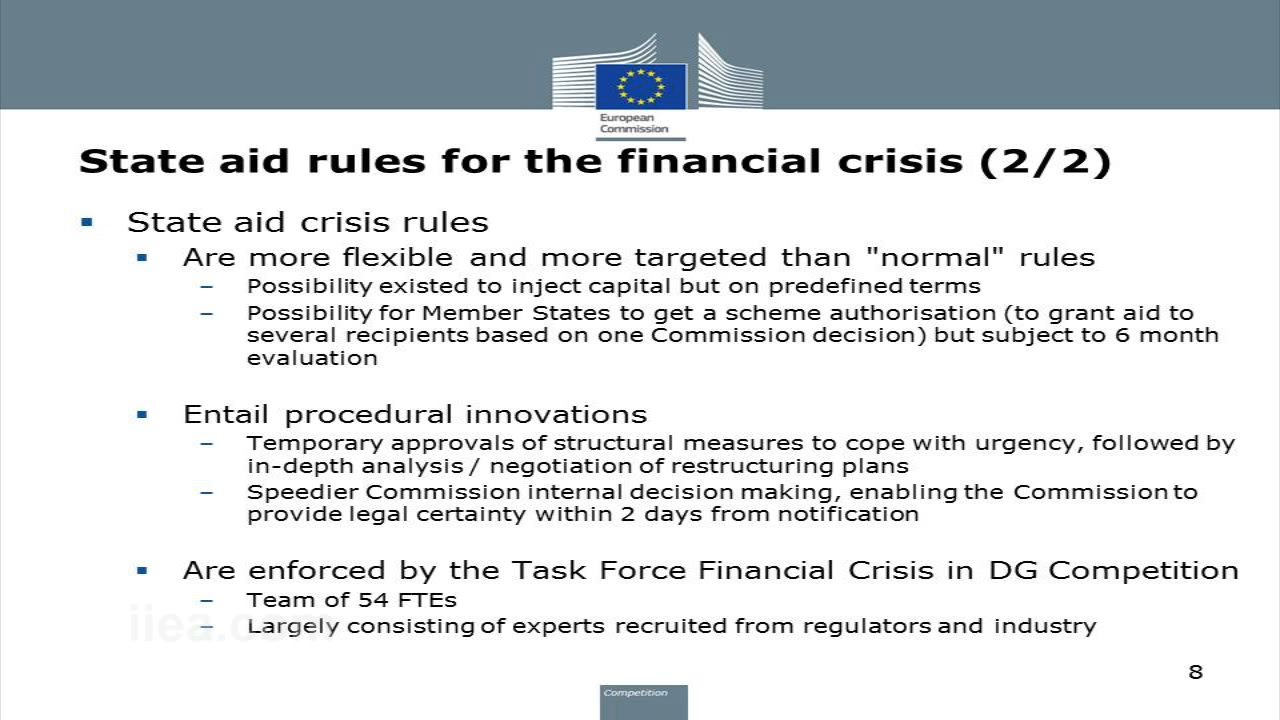 European
Commission
State aid rules for the financial crisis (2/2)
▪ State aid crisis rules
▪ Are more flexible and more targeted than "normal" rules
– Possibility existed to inject capital but on predefined terms
– Possibility for Member States to get a scheme authorisation (to grant aid to
several recipients based on one Commission decision) but subject to 6 month
evaluation
▪ Entail procedural innovations
– Temporary approvals of structural measures to cope with urgency, followed by
in-depth analysis / negotiation of restructuring plans
– Speedier Commission internal decision making, enabling the Commission to
provide legal certainty within 2 days from notification
▪ Are enforced by the Task Force Financial Crisis in DG Competition
– Team of 54 FTEs
– Largely consisting of experts recruited from regulators and industry
iiea.com
8
Competition